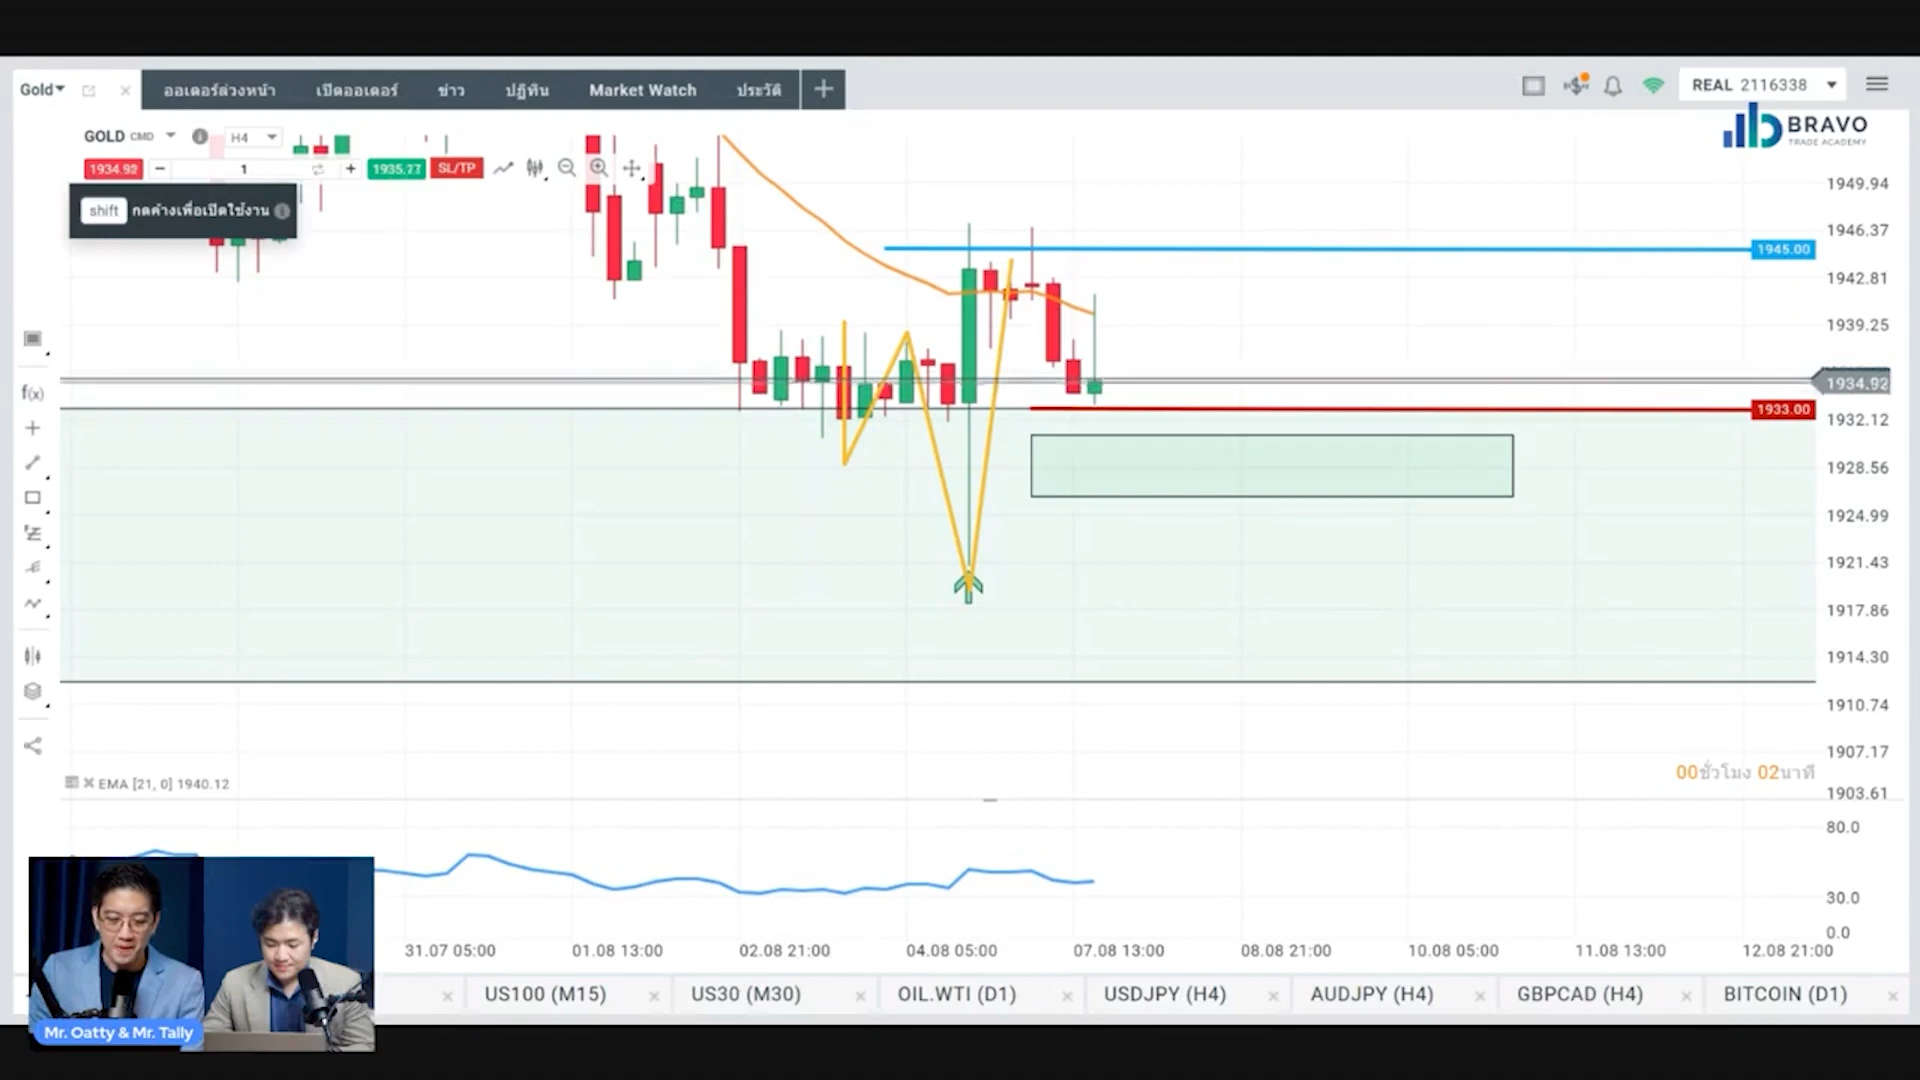 Gold
ออเดอร์ล่วงหน้า
เปิดออเดอร์
ข่าว
ปฏิทิน
Market Watch
ประวัติ
REAL 2116338
BRAVO
TRADE ACADEMY
GOLD CMD
H4
1934.92
1
1935.77
SL/TP
shift กดค้างเพื่อเปิดใช้งาน
1949.94
1946.37
1945.00
1942.81
1939.25
1934.92
1933.00
1932.12
1928.56
1924.99
1921.43
1917.86
1914.30
1910.74
1907.17
1903.61
f(x)
00ชั่วโมง 02นาที
EMA [21, 0] 1940.12
80.0
30.0
0.0
31.07 05:00
01.08 13:00
02.08 21:00
04.08 05:00
07.08 13:00
08.08 21:00
10.08 05:00
11.08 13:00
12.08 21:00
US100 (M15)
US30 (M30)
OIL.WTI (D1)
USDJPY (H4)
AUDJPY (H4)
GBPCAD (H4)
BITCOIN (D1)
Mr. Oatty & Mr. Tally